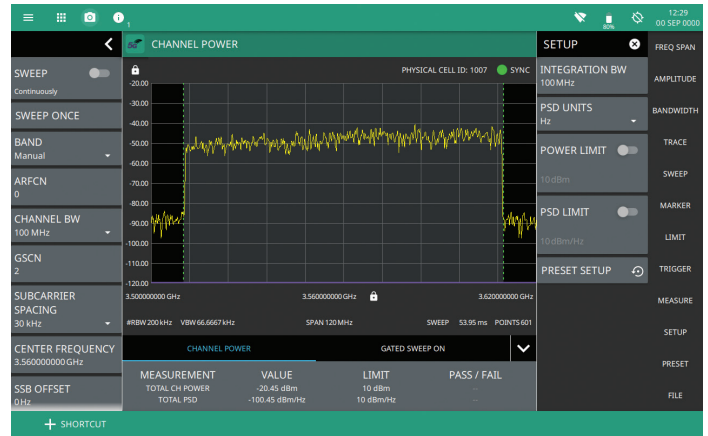 1
80%
12:29
00 SEP 0000
SWEEP
Continuously
SWEEP ONCE
BAND
Manual
ARFCN
0
CHANNEL BW
100 MHz
GSCN
2
SUBCARRIER
SPACING
30 kHz
CENTER FREQUENCY
3.560000000 GHz
SSB OFFSET
0 Hz
SHORTCUT
5G
CHANNEL POWER
PHYSICAL CELL ID: 1007
SYNC
-20.00
-30.00
-40.00
-50.00
-60.00
-70.00
-80.00
-90.00
-100.00
-110.00
-120.00
3.500000000 GHz
3.560000000 GHz
3.620000000 GHz
#RBW 200 kHz VBW 66.6667 kHz SPAN 120 MHz SWEEP 53.95 ms POINTS 601
CHANNEL POWER
GATED SWEEP ON
MEASUREMENT VALUE LIMIT PASS / FAIL
TOTAL CH POWER -20.45 dBm 10 dBm --
TOTAL PSD -100.45 dBm/Hz 10 dBm/Hz --
SETUP
INTEGRATION BW
100 MHz
PSD UNITS
Hz
POWER LIMIT
10 dBm
PSD LIMIT
10 dBm/Hz
PRESET SETUP
FREQ SPAN
AMPLITUDE
BANDWIDTH
TRACE
SWEEP
MARKER
LIMIT
TRIGGER
MEASURE
SETUP
PRESET
FILE